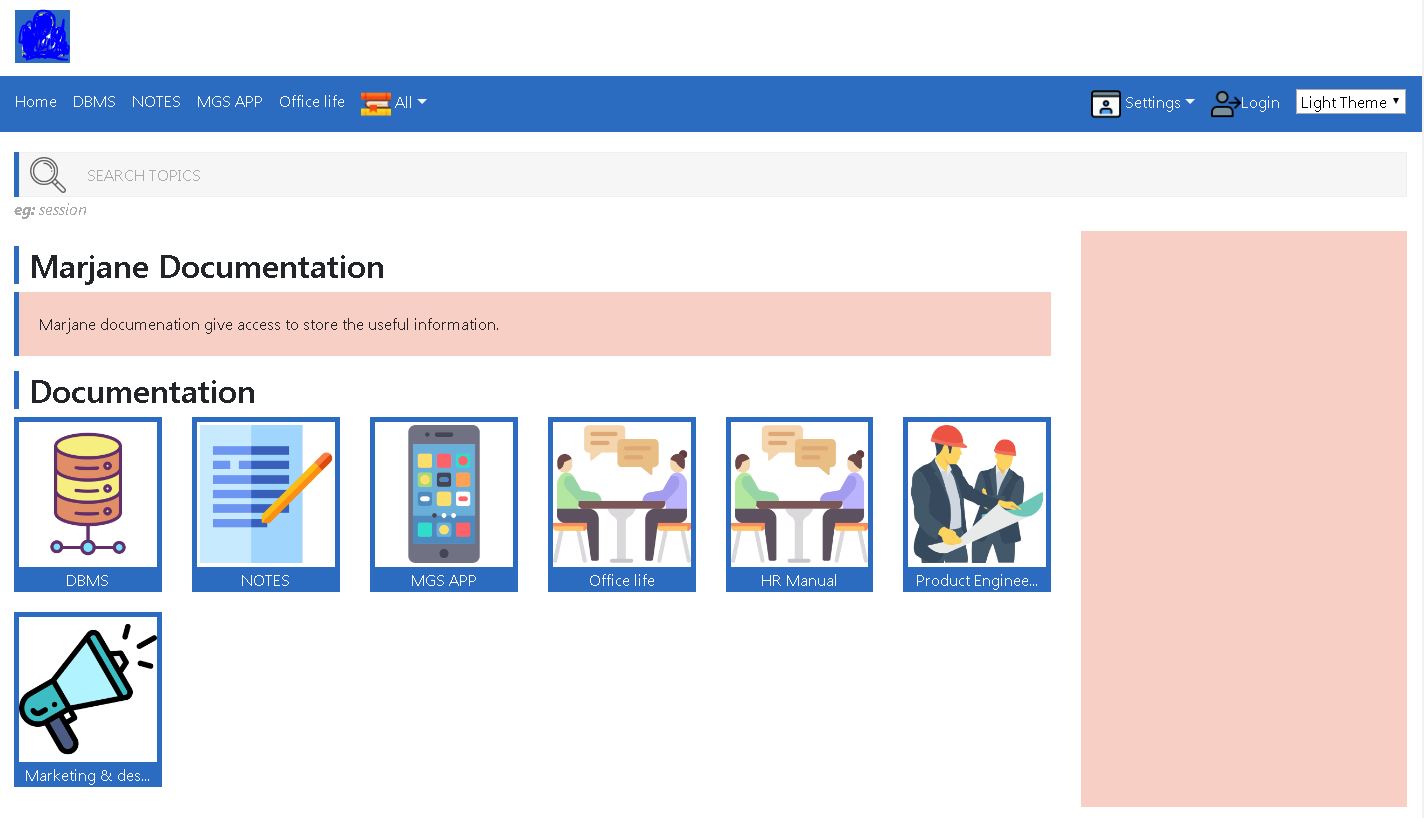 Home DBMS NOTES MGS APP Office life All Settings Login Light Theme
SEARCH TOPICS
eg: session
Marjane Documentation
Marjane documenation give access to store the useful information.
Documentation
DBMS NOTES MGS APP Office life HR Manual Product Enginee...
Marketing & des...